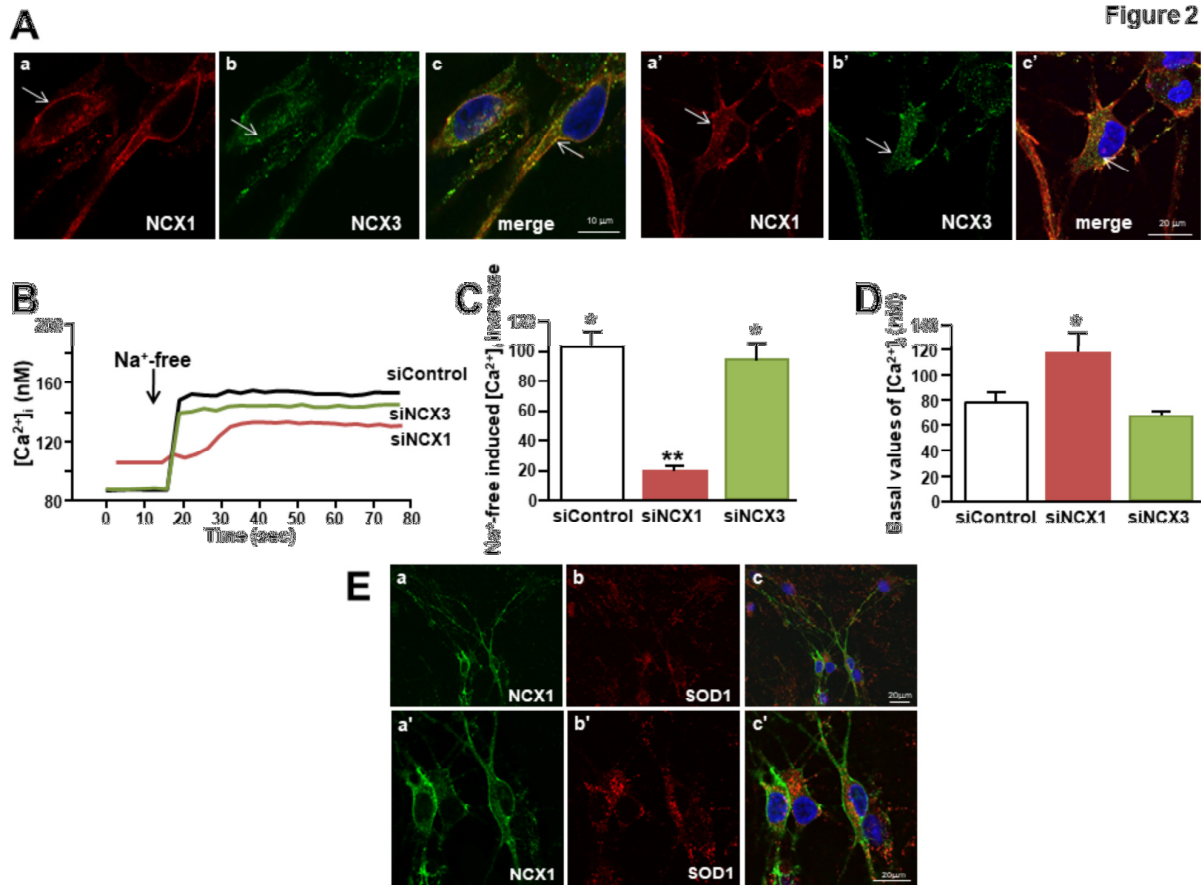 Figure 2
A
a
b
c
a'
b'
c'
NCX1
NCX3
merge
10 µm
NCX1
NCX3
merge
20 µm
B
[Ca²⁺]ᵢ (nM)
200
160
120
80
Na⁺-free
siControl
siNCX3
siNCX1
0 10 20 30 40 50 60 70 80
Time (sec)
C
Na⁺-free induced [Ca²⁺]ᵢ increase
120
100
80
60
40
20
0
*
**
*
siControl siNCX1 siNCX3
D
Basal values of [Ca²⁺]ᵢ (nM)
140
120
100
80
60
40
20
0
*
siControl siNCX1 siNCX3
E
a
b
c
NCX1
SOD1
20µm
a'
b'
c'
NCX1
SOD1
20µm